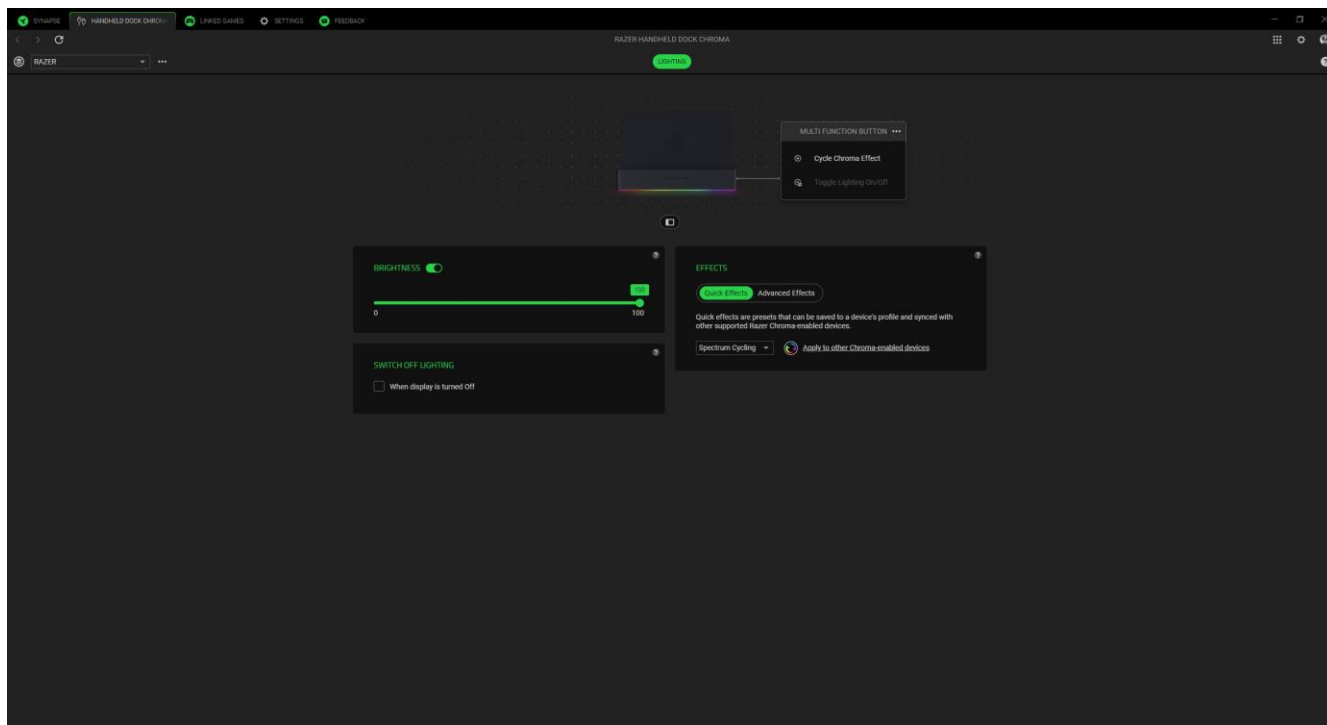 SYNAPSE HANDHELD DOCK CHROM LINKED GAMES SETTINGS FEEDBACK
RAZER HANDHELD DOCK CHROMA
RAZER LIGHTING
MULTI FUNCTION BUTTON
Cycle Chroma Effect
Toggle Lighting On/Off
BRIGHTNESS
100
0 100
SWITCH OFF LIGHTING
When display is turned Off
EFFECTS
Quick Effects Advanced Effects
Quick effects are presets that can be saved to a device's profile and synced with
other supported Razer Chroma-enabled devices.
Spectrum Cycling Apply to other Chroma-enabled devices